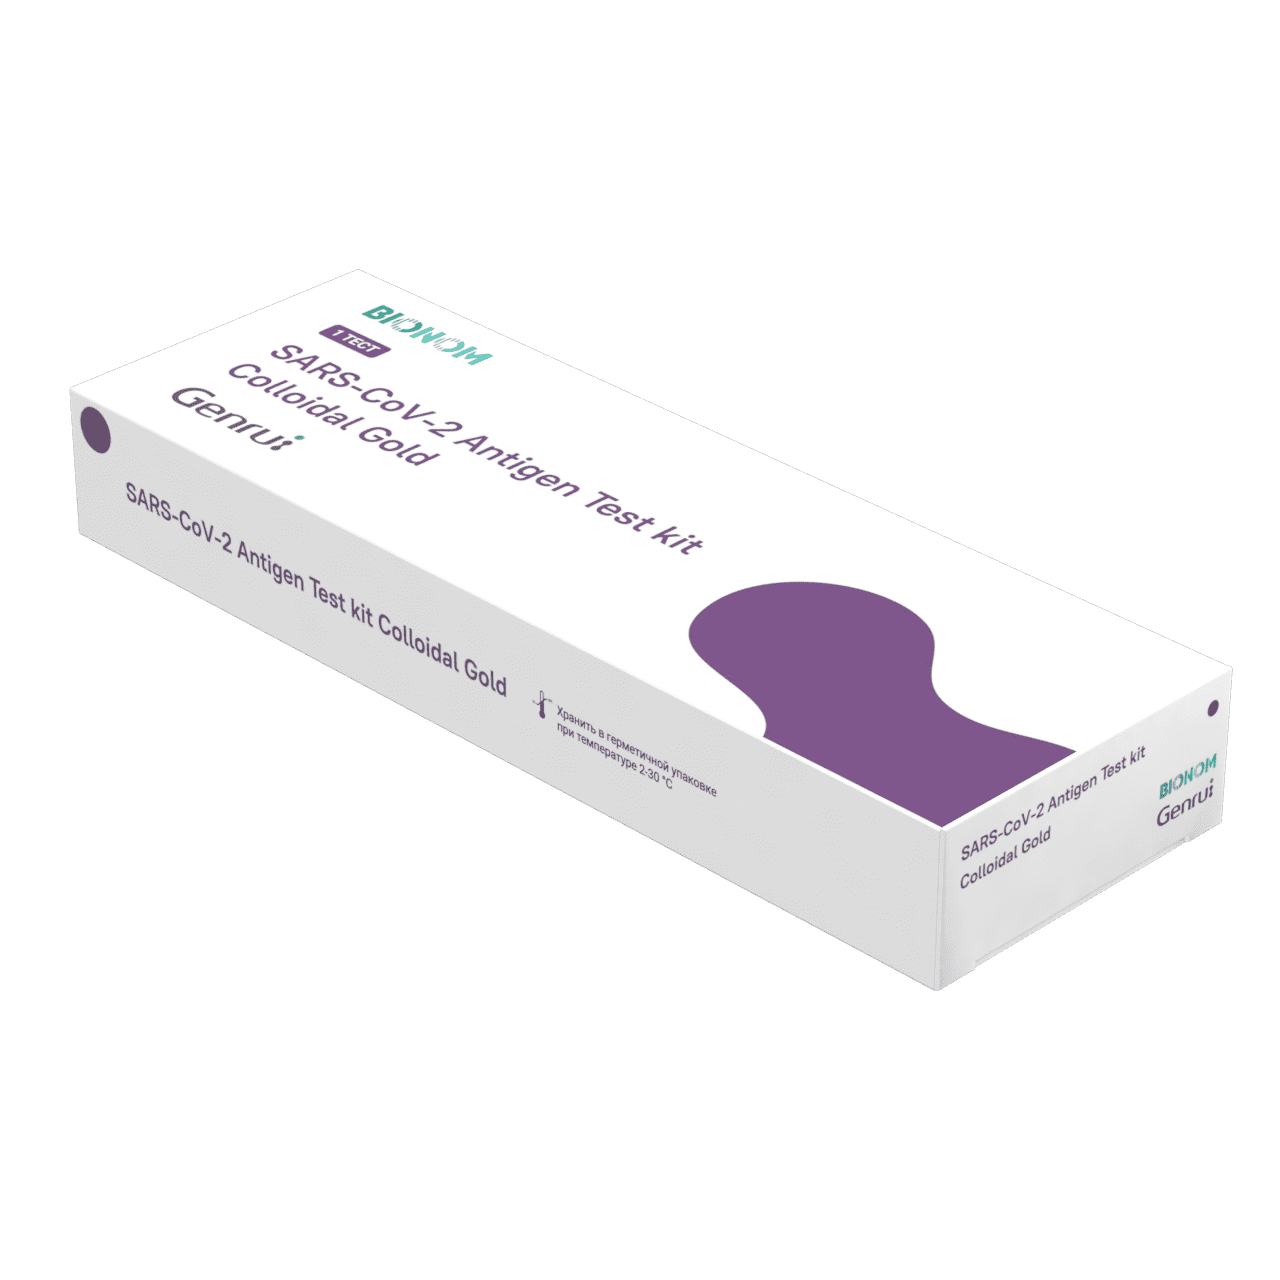 BIONOM
1 ТЕСТ
SARS-CoV-2 Antigen Test kit
Colloidal Gold
Genrui
SARS-CoV-2 Antigen Test kit Colloidal Gold
Хранить в герметичной упаковке
при температуре 2-30 °C
SARS-CoV-2 Antigen Test kit
Colloidal Gold
BIONOM
Genrui